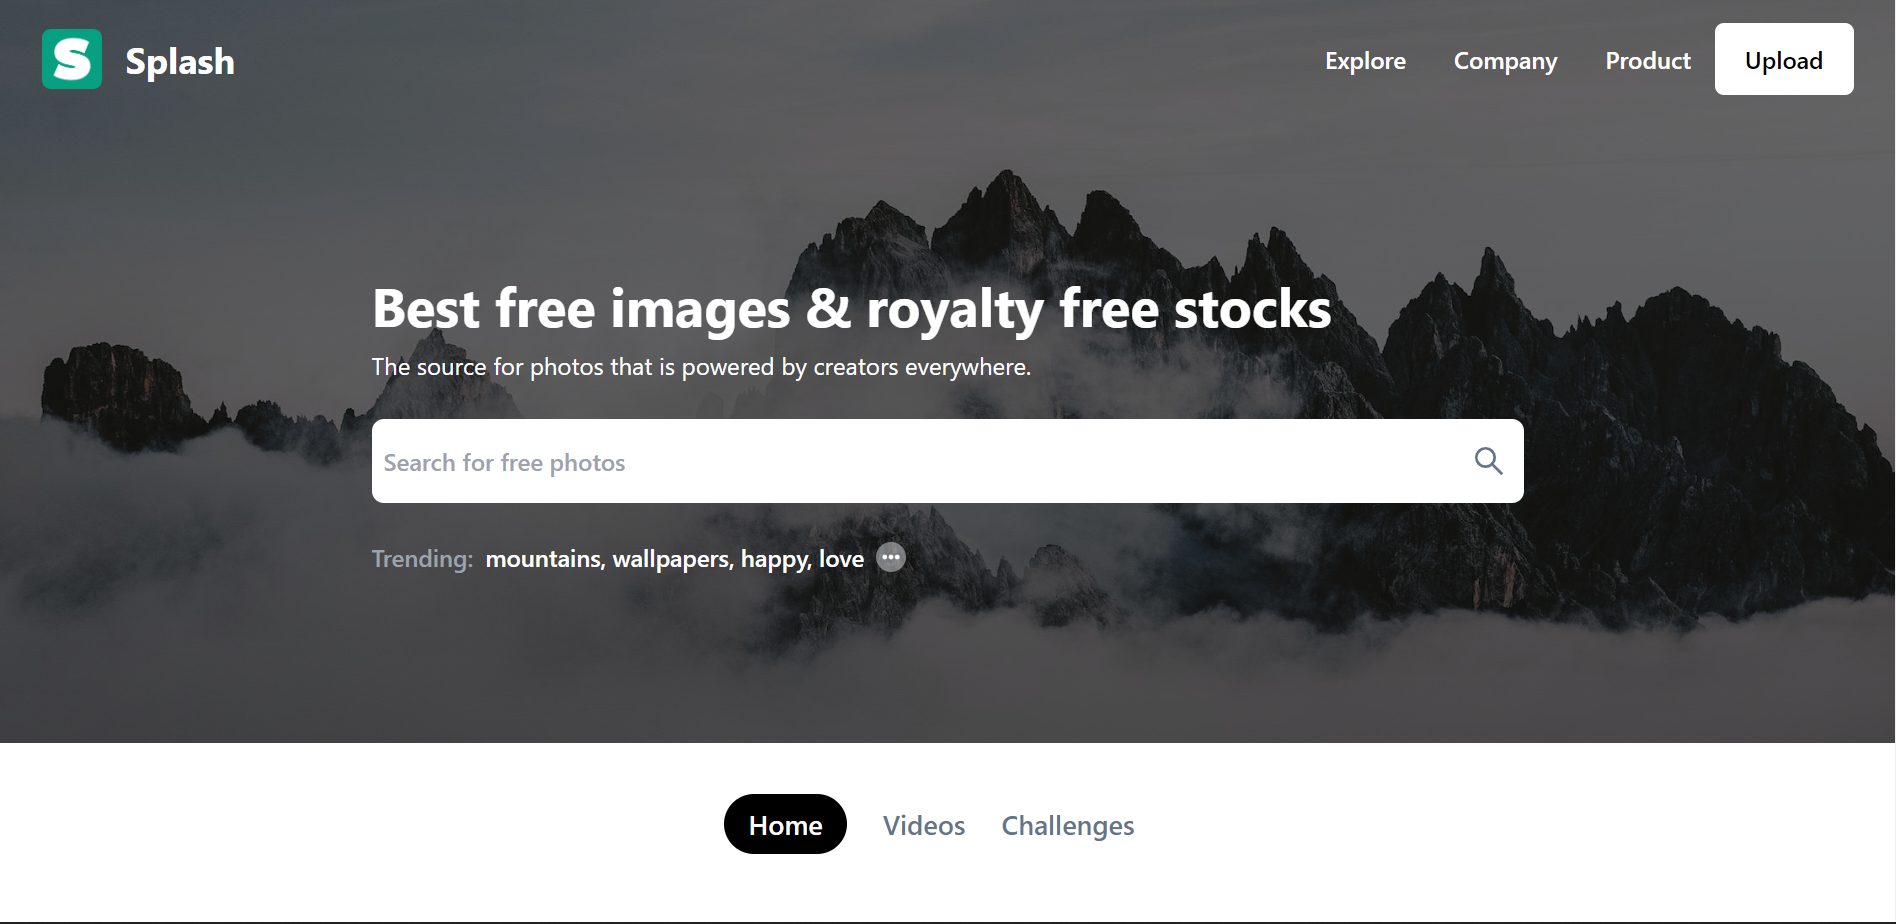 S Splash
Explore Company Product Upload
Best free images & royalty free stocks
The source for photos that is powered by creators everywhere.
Search for free photos
Trending: mountains, wallpapers, happy, love
Home Videos Challenges